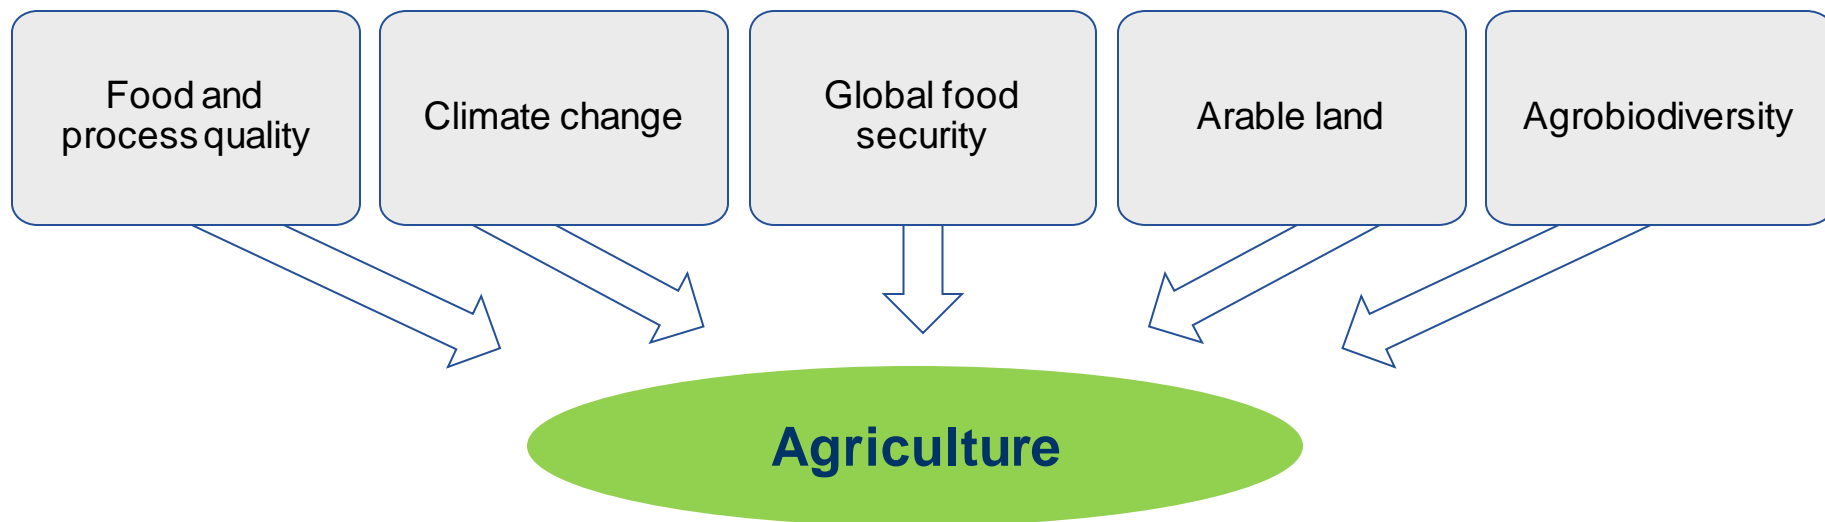 Food and
process quality
Climate change
Global food
security
Arable land
Agrobiodiversity
Agriculture